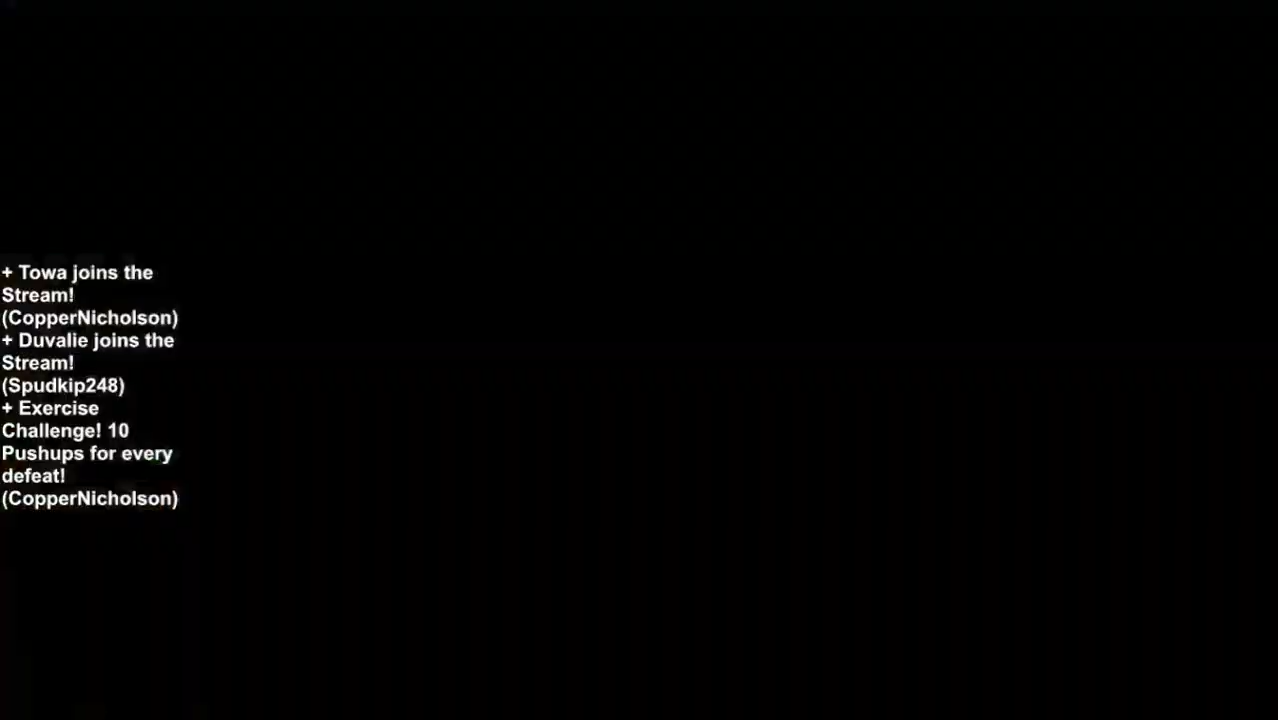 + Towa joins the
Stream!
(CopperNicholson)
+ Duvalie joins the
Stream!
(Spudkip248)
+ Exercise
Challenge! 10
Pushups for every
defeat!
(CopperNicholson)